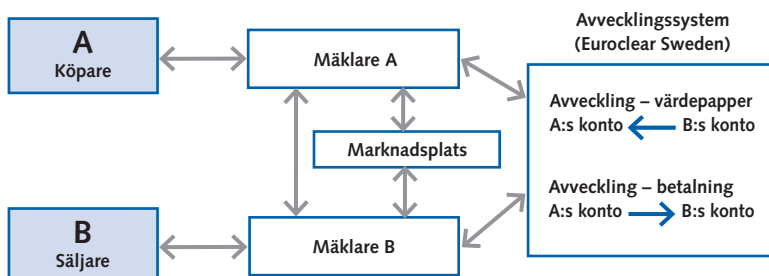 A
Köpare
Mäklare A
Marknadsplats
B
Säljare
Mäklare B
Avvecklingssystem
(Euroclear Sweden)
Avveckling – värdepapper
A:s konto B:s konto
Avveckling – betalning
A:s konto B:s konto